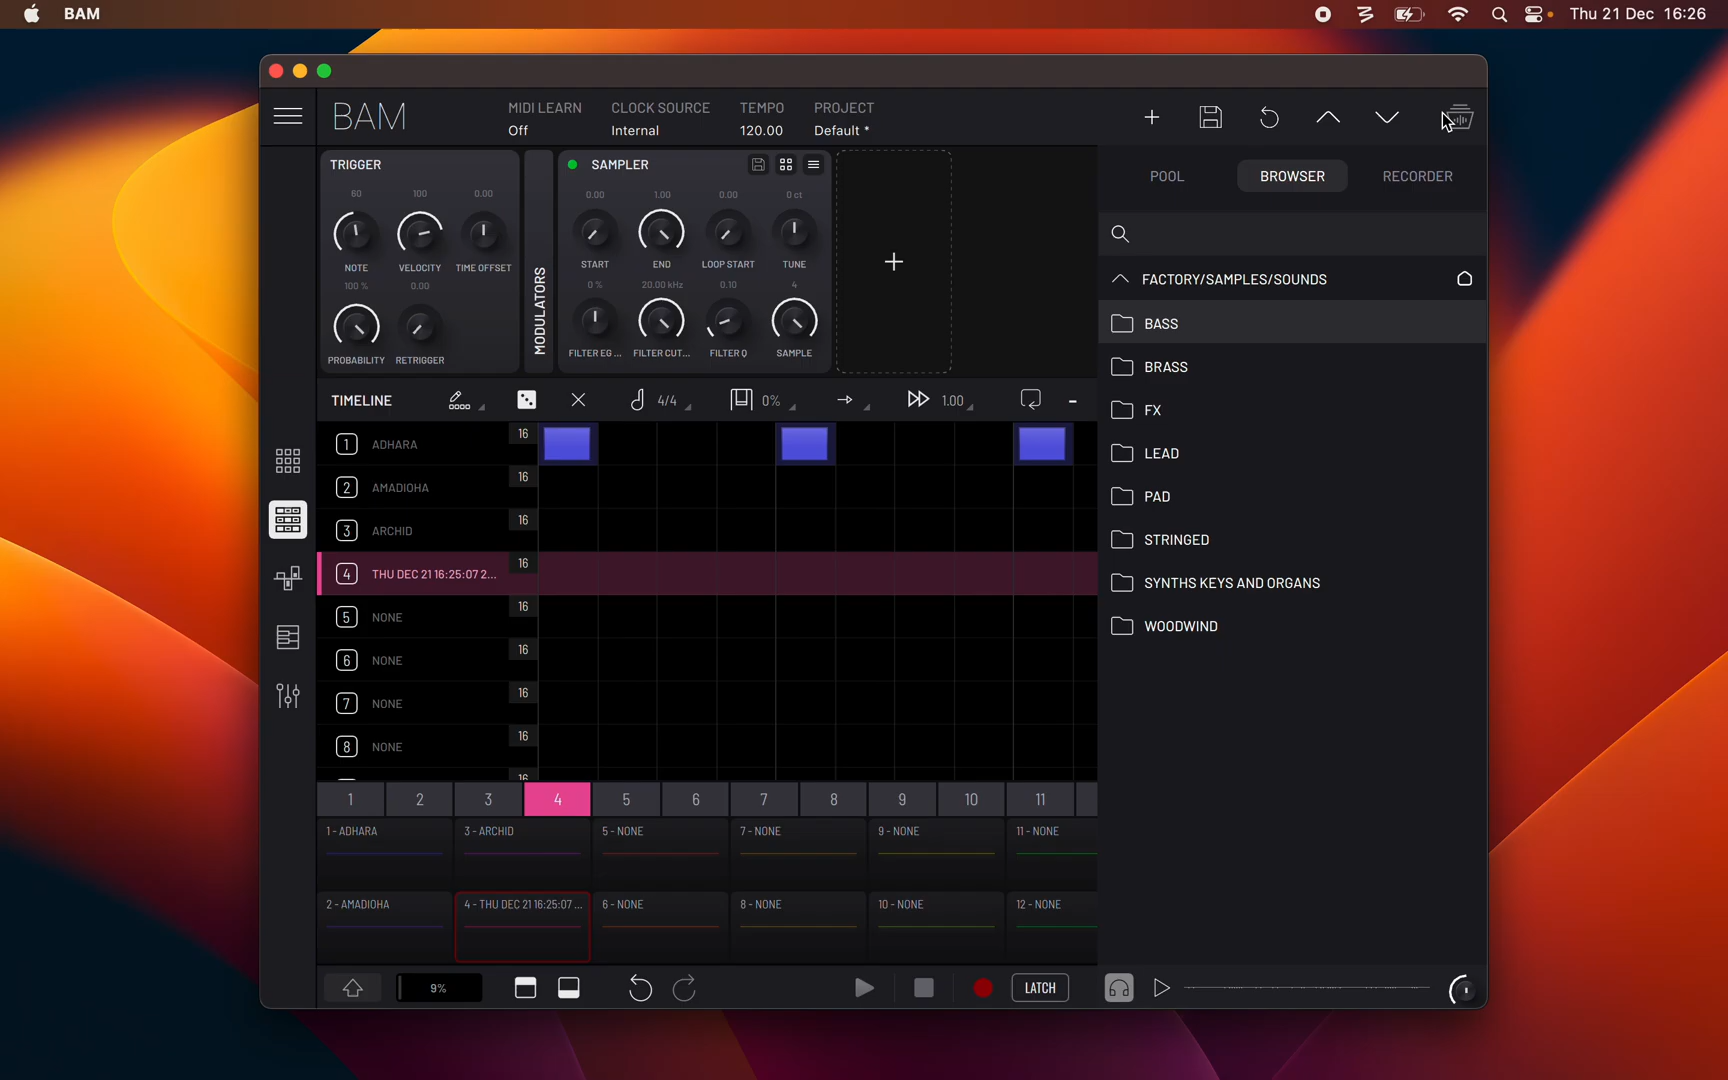 BAM
Thu 21 Dec 16:26
BAM
MIDI LEARN CLOCK SOURCE TEMPO PROJECT
Off Internal 120.00 Default *
TRIGGER
SAMPLER
POOL BROWSER RECORDER
60 100 0.00
0.00 1.00 0.00 0 ct
NOTE VELOCITY TIME OFFSET
START END LOOP START TUNE
100 % 0.00
0 % 20.00 kHz 0.10 4
PROBABILITY RETRIGGER
FILTER EG ... FILTER CUT... FILTER Q SAMPLE
MODULATORS
+
FACTORY/SAMPLES/SOUNDS
BASS
BRASS
FX
LEAD
PAD
STRINGED
SYNTHS KEYS AND ORGANS
WOODWIND
TIMELINE 4/4 0% 1.00 -
1 ADHARA 16
2 AMADIOHA 16
3 ARCHID 16
4 THU DEC 21 16:25:07 2... 16
5 NONE 16
6 NONE 16
7 NONE 16
8 NONE 16
16
1 2 3 4 5 6 7 8 9 10 11
1 - ADHARA 3 - ARCHID 5 - NONE 7 - NONE 9 - NONE 11 - NONE
2 - AMADIOHA 4 - THU DEC 21 16:25:07 ... 6 - NONE 8 - NONE 10 - NONE 12 - NONE
9% LATCH